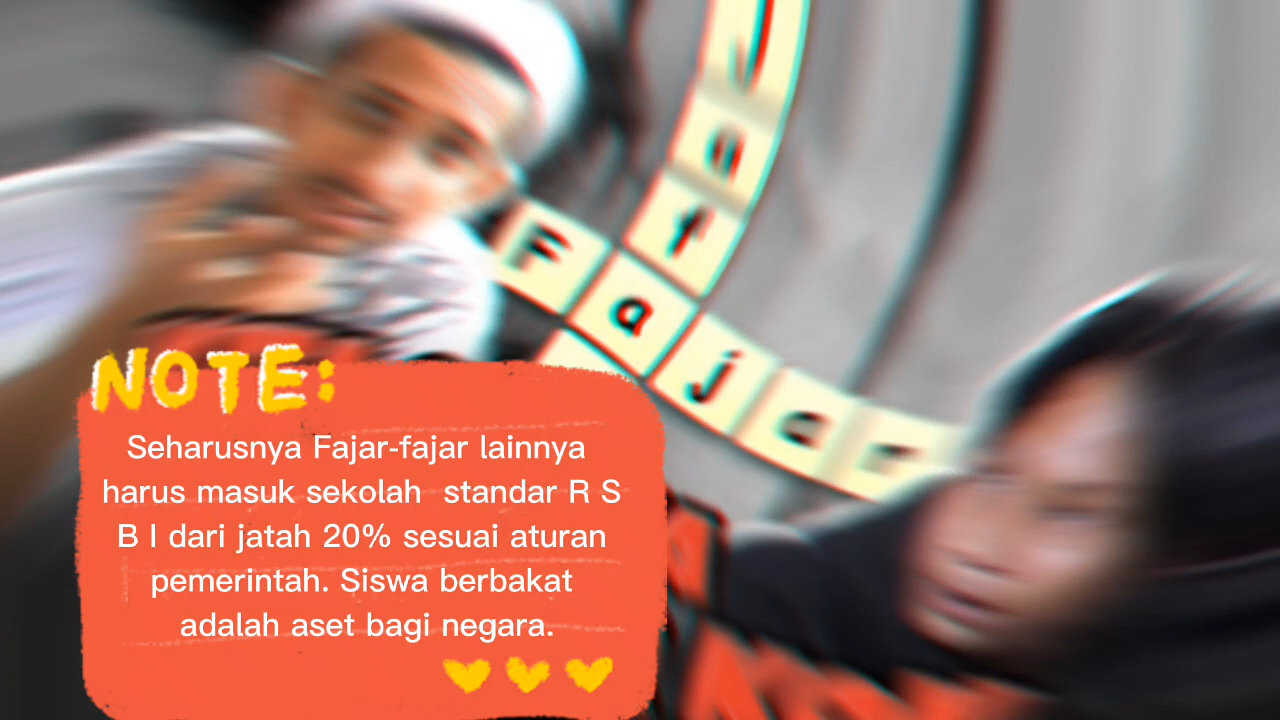 J a t
F a j a r
NOTE:
Seharusnya Fajar-fajar lainnya
harus masuk sekolah standar R S
B I dari jatah 20% sesuai aturan
pemerintah. Siswa berbakat
adalah aset bagi negara.